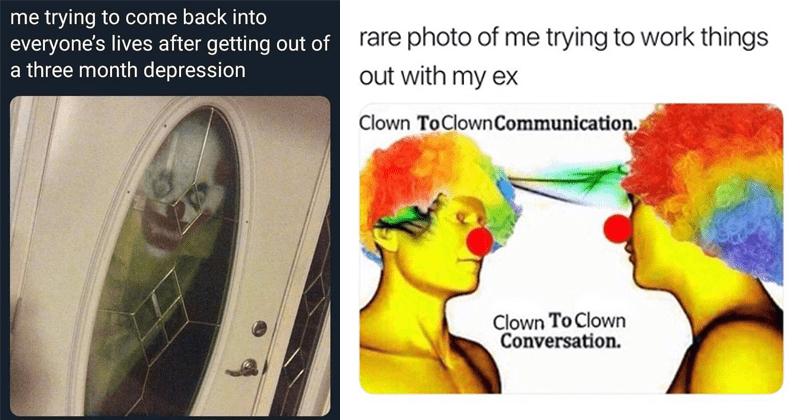 me trying to come back into
everyone's lives after getting out of
a three month depression
rare photo of me trying to work things
out with my ex
Clown To Clown Communication.
Clown To Clown
Conversation.